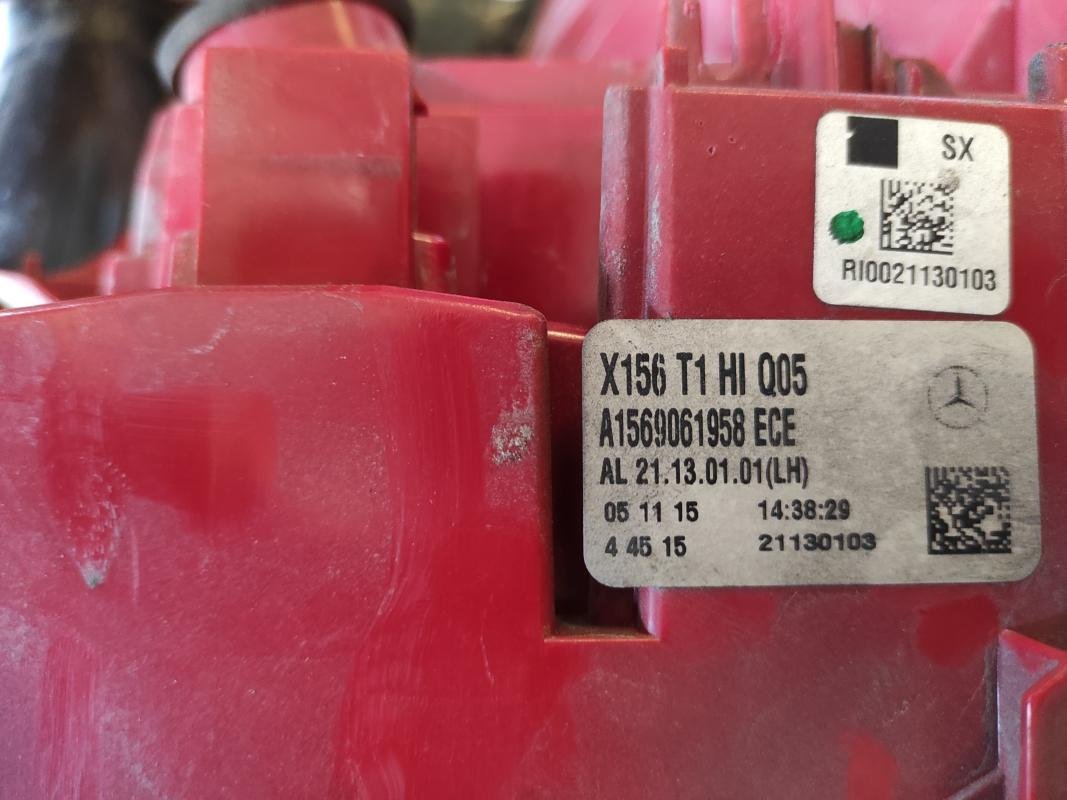 SX
RI0021130103
X156 T1 HI Q05
A1569061958 ECE
AL 21.13.01.01(LH)
05 11 15 14:38:29
4 45 15 21130103